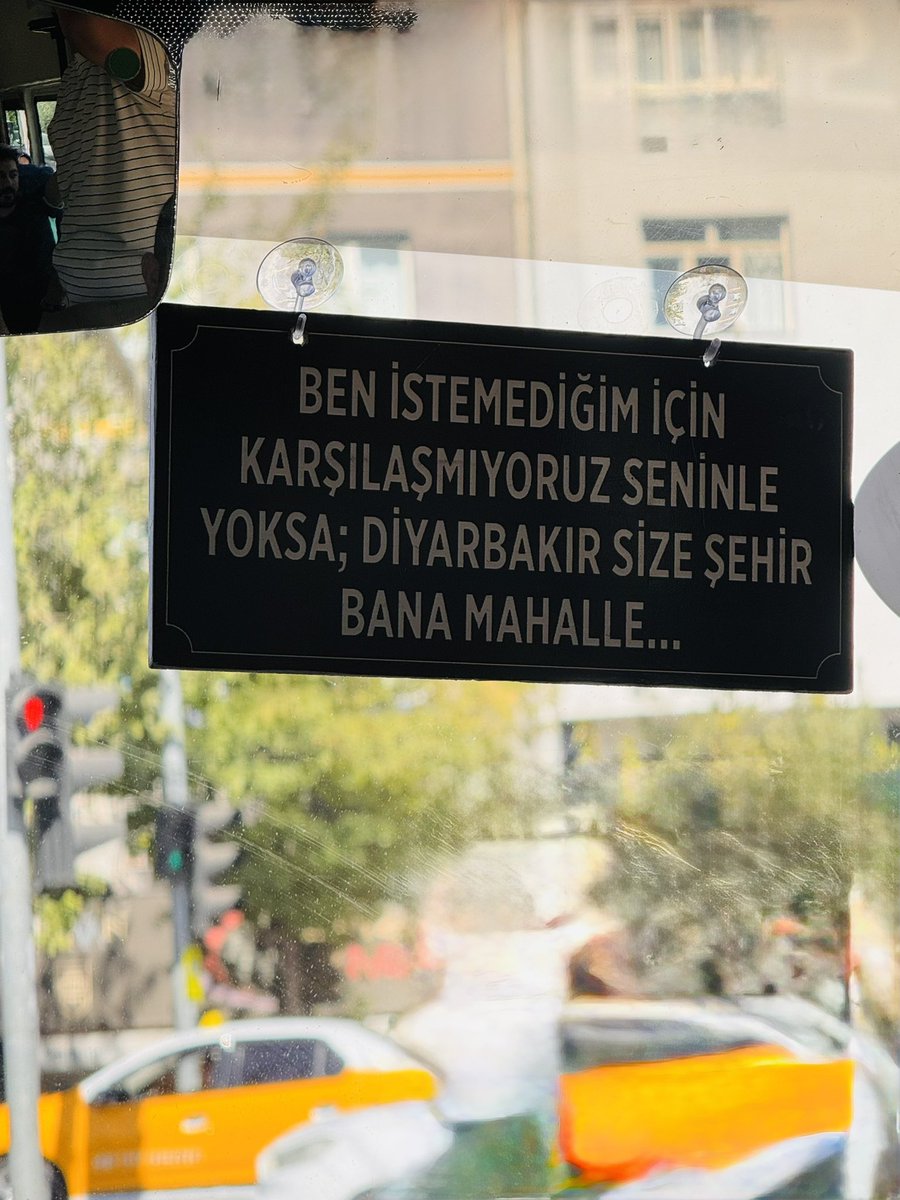 BEN İSTEMEDİĞİM İÇİN
KARŞILAŞMIYORUZ SENİNLE
YOKSA; DİYARBAKIR SİZE ŞEHİR
BANA MAHALLE...